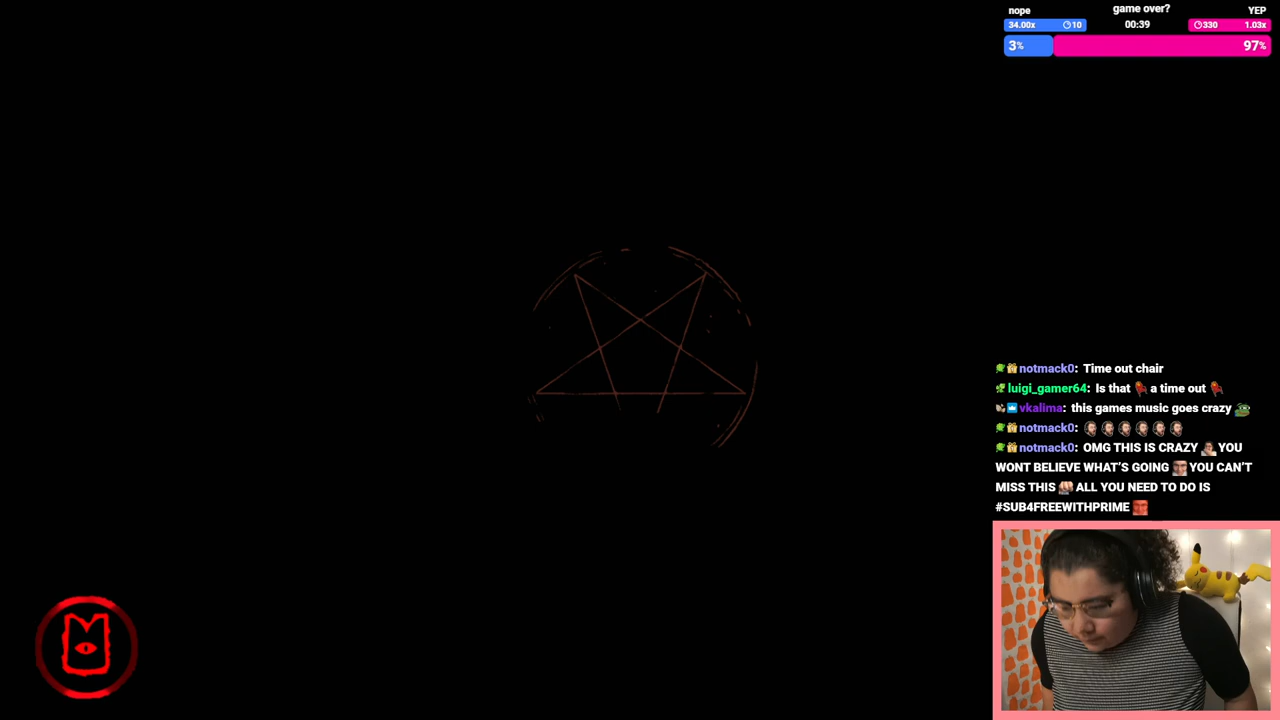 game over?
nope
YEP
34.00x
10
00:39
330
1.03x
3%
97%
notmack0: Time out chair
luigi_gamer64: Is that a time out
vkalima: this games music goes crazy
notmack0:
notmack0: OMG THIS IS CRAZY YOU
WONT BELIEVE WHAT'S GOING YOU CAN'T
MISS THIS ALL YOU NEED TO DO IS
#SUB4FREEWITHPRIME